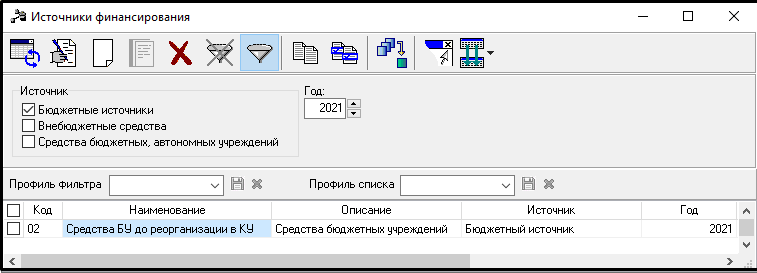 Источники финансирования
Источник
Год:
Бюджетные источники
2021
Внебюджетные средства
Средства бюджетных, автономных учреждений
Профиль фильтра Профиль списка
Код Наименование Описание Источник Год
02 Средства БУ до реорганизации в КУ Средства бюджетных учреждений Бюджетный источник 2021